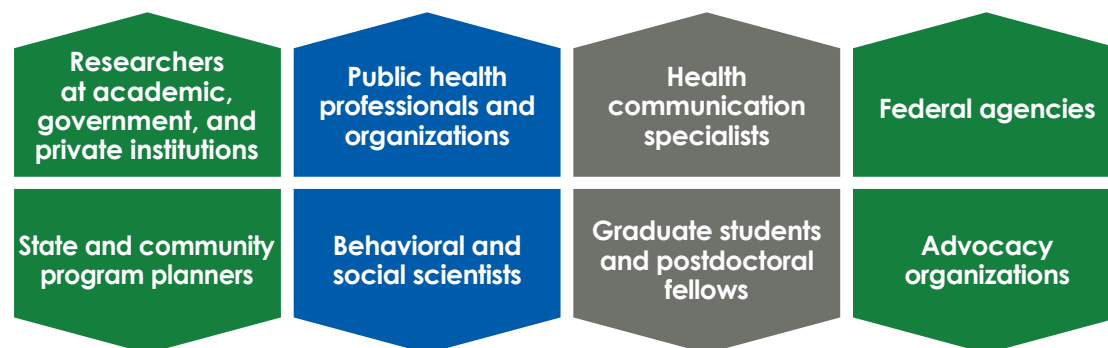 Researchers
at academic,
government, and
private institutions
Public health
professionals and
organizations
Health
communication
specialists
Federal agencies
State and community
program planners
Behavioral and
social scientists
Graduate students
and postdoctoral
fellows
Advocacy
organizations